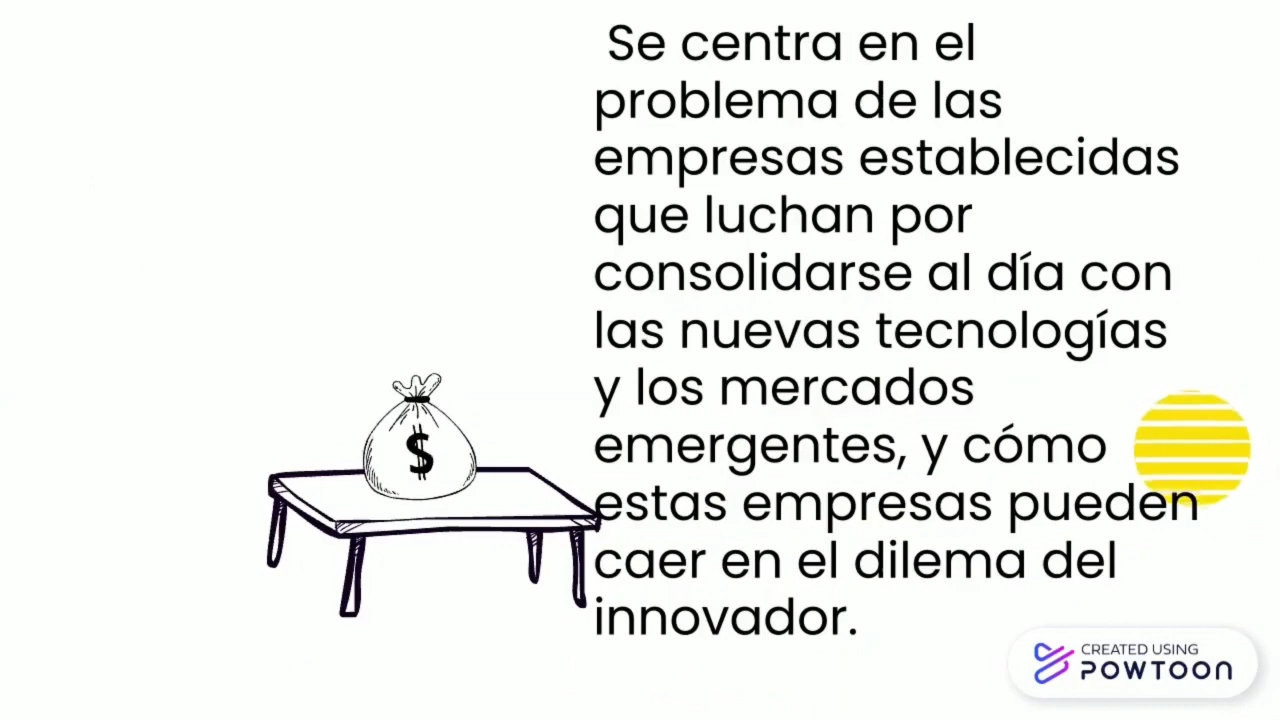 Se centra en el
problema de las
empresas establecidas
que luchan por
consolidarse al día con
las nuevas tecnologías
y los mercados
emergentes, y cómo
estas empresas pueden
caer en el dilema del
innovador.
$
CREATED USING
POWTOON